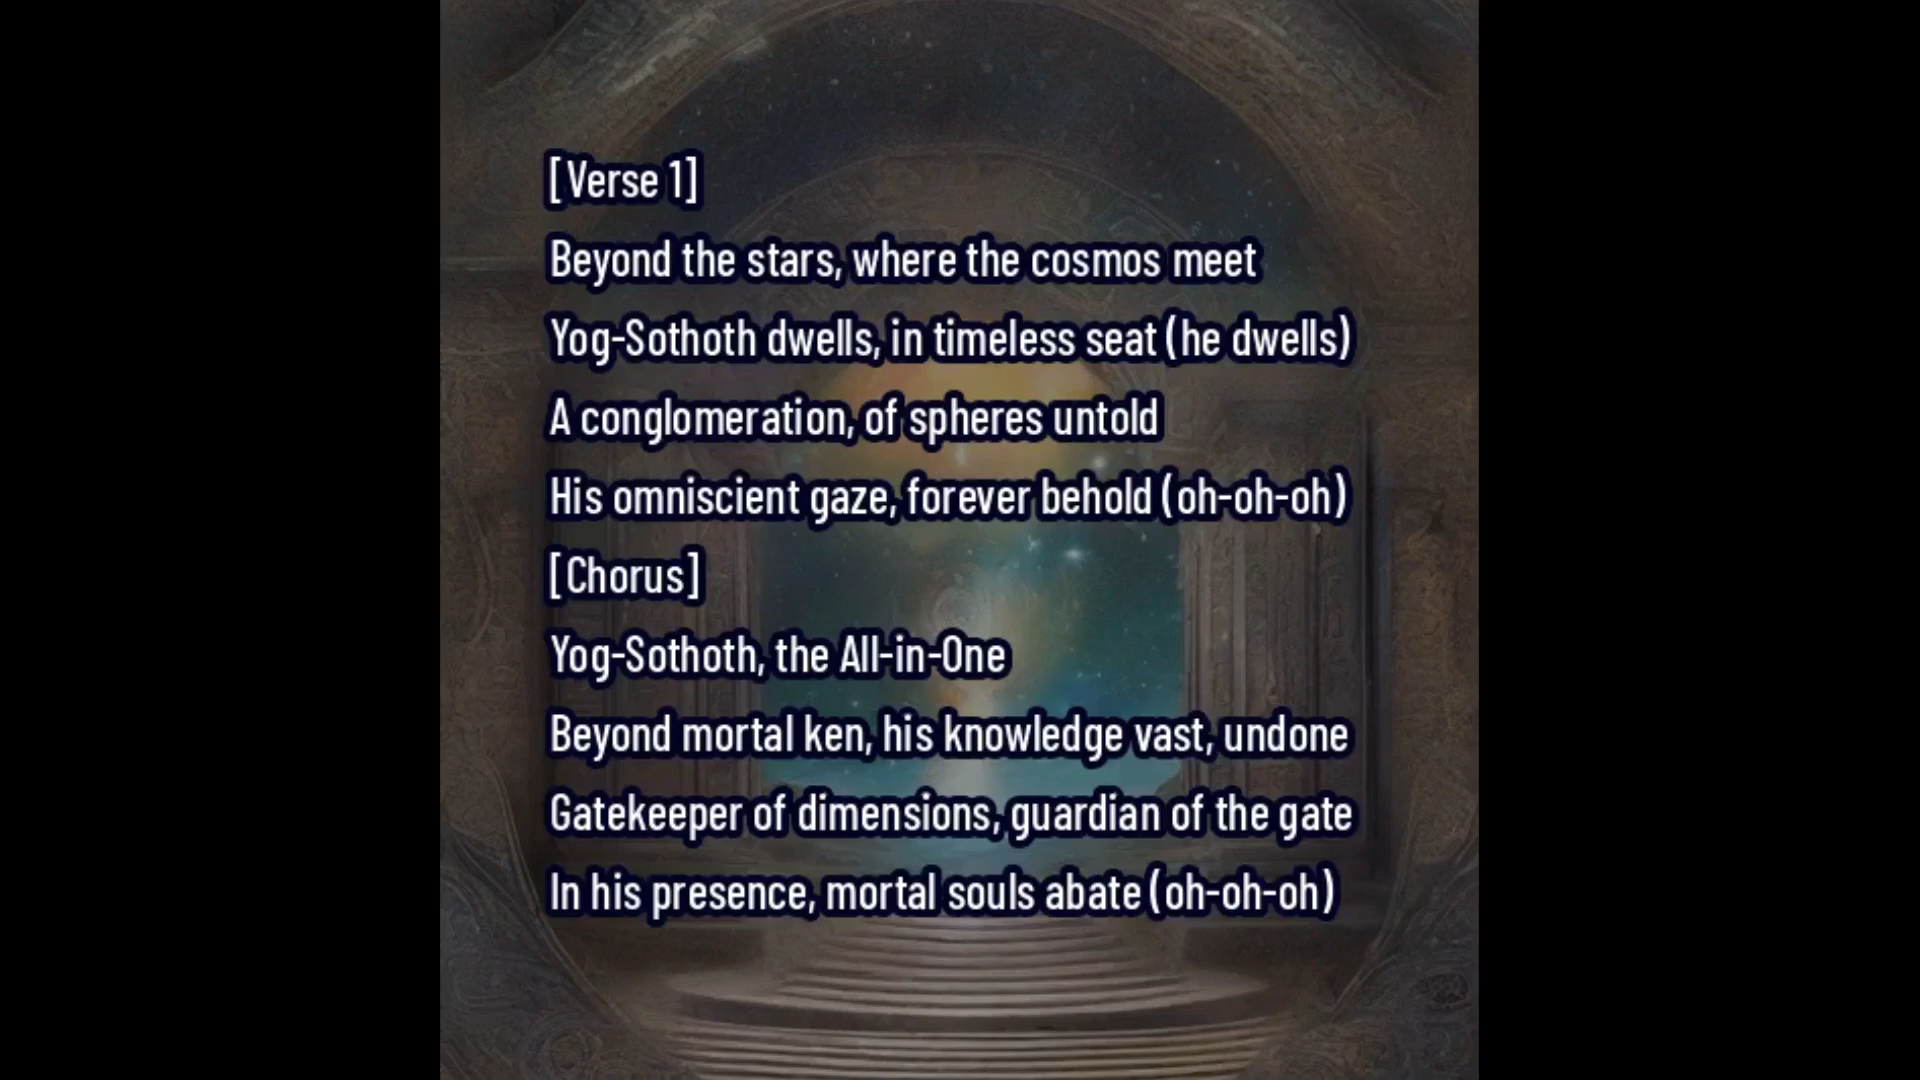 [Verse 1]
Beyond the stars, where the cosmos meet
Yog-Sothoth dwells, in timeless seat (he dwells)
A conglomeration, of spheres untold
His omniscient gaze, forever behold (oh-oh-oh)
[Chorus]
Yog-Sothoth, the All-in-One
Beyond mortal ken, his knowledge vast, undone
Gatekeeper of dimensions, guardian of the gate
In his presence, mortal souls abate (oh-oh-oh)